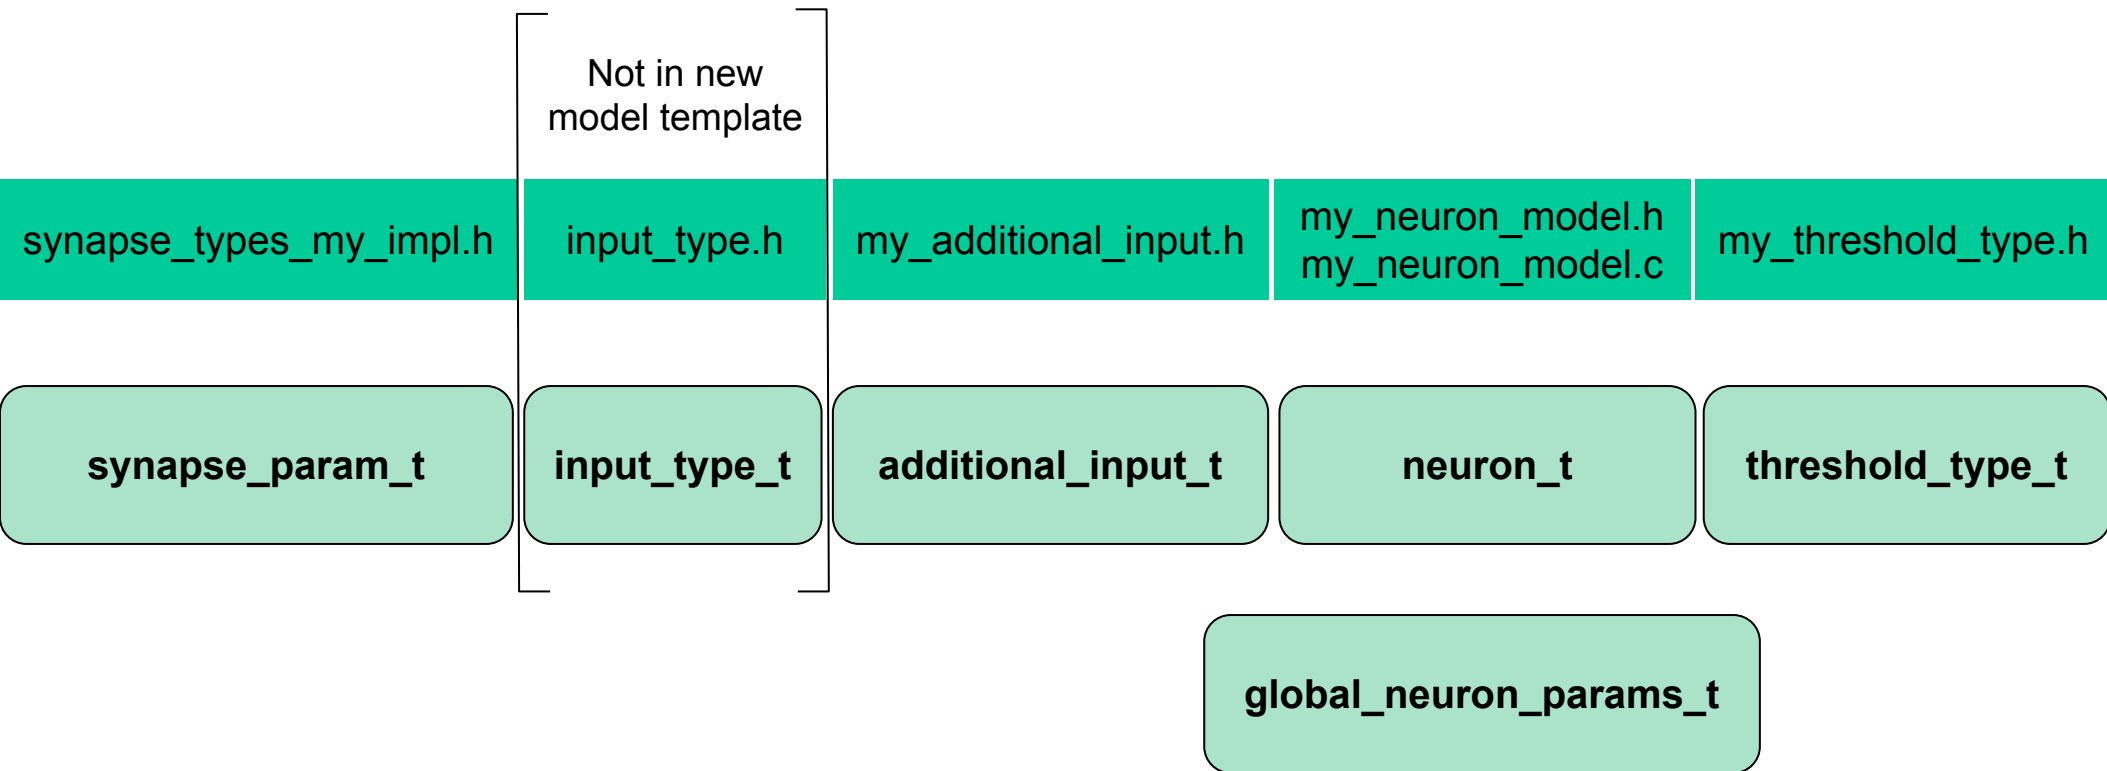 Not in new
model template
synapse_types_my_impl.h
input_type.h
my_additional_input.h
my_neuron_model.h
my_neuron_model.c
my_threshold_type.h
synapse_param_t
input_type_t
additional_input_t
neuron_t
threshold_type_t
global_neuron_params_t